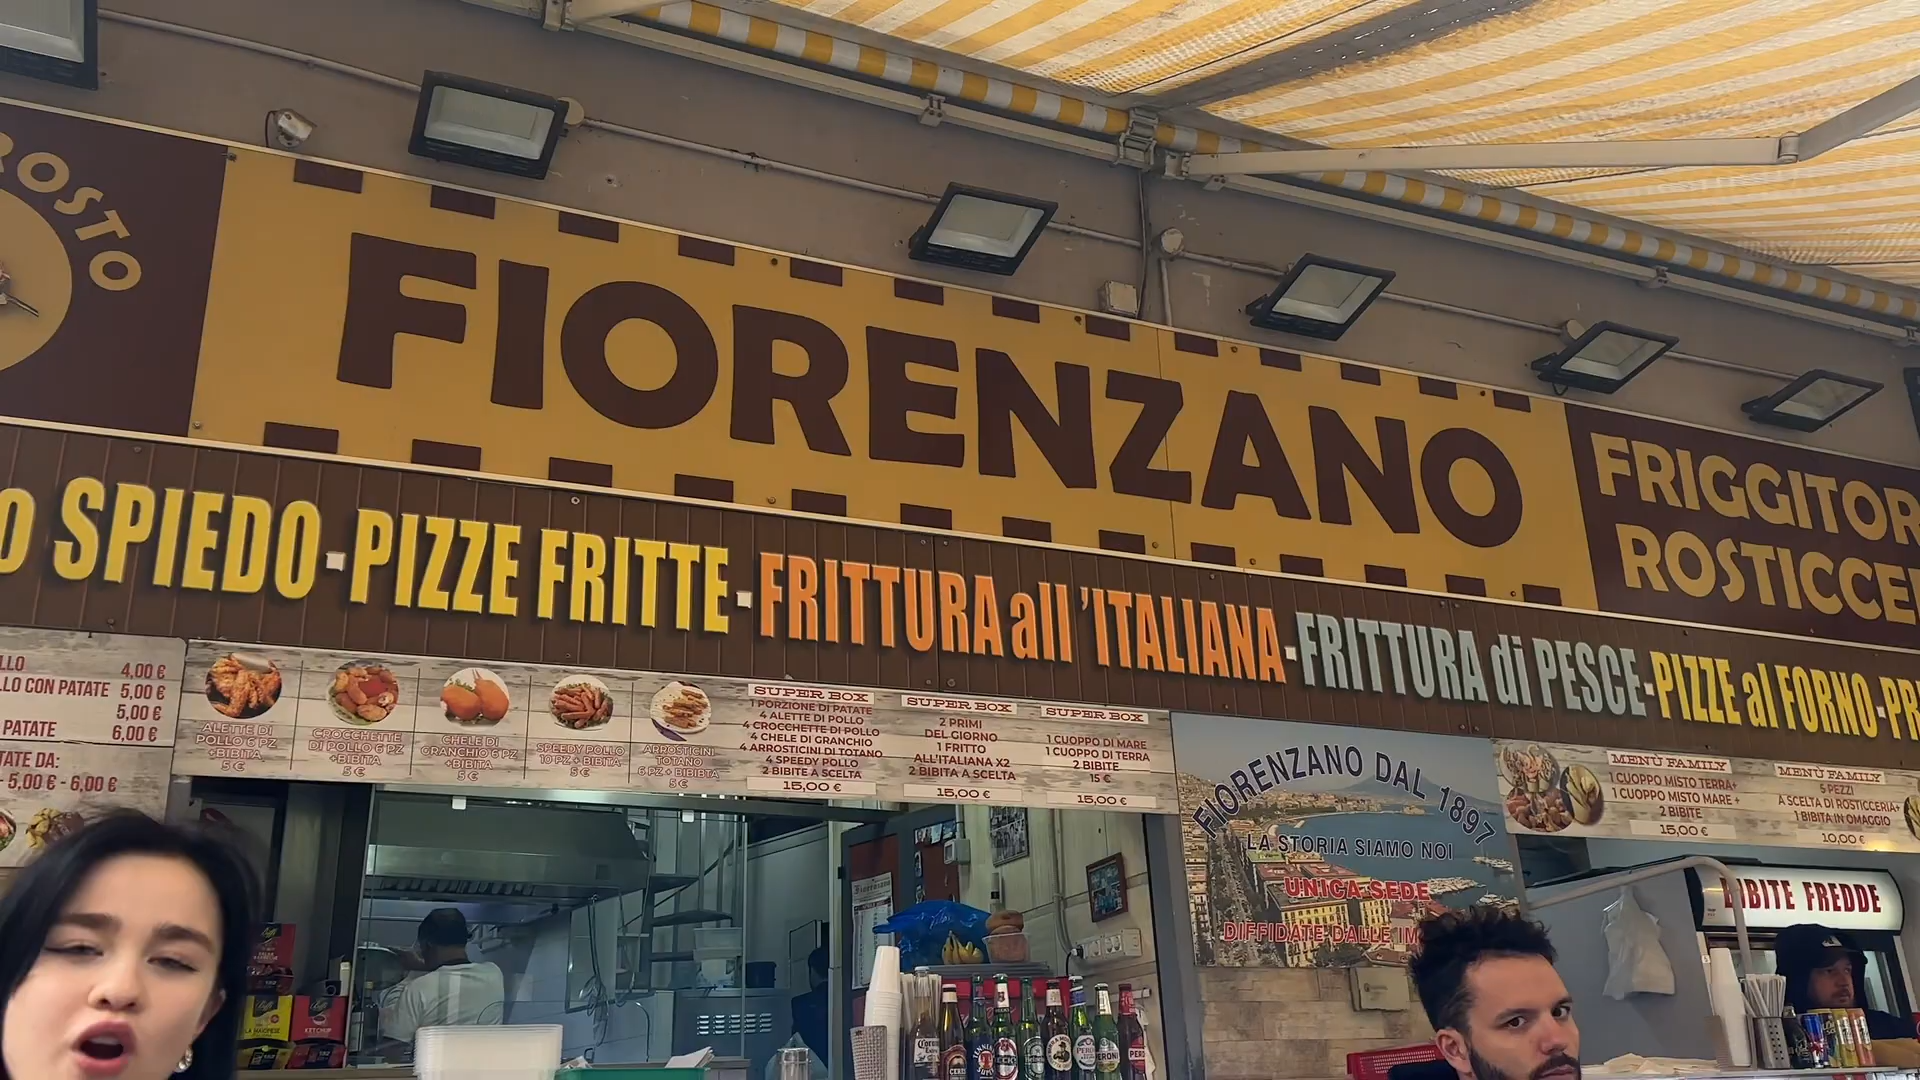 ROSTO
FIORENZANO
FRIGGITOR
ROSTICCE
O SPIEDO·PIZZE FRITTE·FRITTURA all'ITALIANA·FRITTURA di PESCE·PIZZE al FORNO·PR
LLO 4,00 €
LLO CON PATATE 5,00 €
5,00 €
PATATE 6,00 €
TATE DA:
- 5,00 € - 6,00 €
ALETTE DI
POLLO 6 PZ
+BIBITA
5 €
CROCCHETTE
DI POLLO 6 PZ
+BIBITA
5 €
CHELE DI
GRANCHIO 6 PZ
+BIBITA
5 €
SPEEDY POLLO
10 PZ + BIBITA
5 €
ARROSTICINI
TOTANO
6 PZ + BIBIBTA
5 €
SUPER BOX
1 PORZIONE DI PATATE
4 ALETTE DI POLLO
4 CROCCHETTE DI POLLO
4 CHELE DI GRANCHIO
4 ARROSTICINI DI TOTANO
4 SPEEDY POLLO
2 BIBITE A SCELTA
15,00 €
SUPER BOX
2 PRIMI
DEL GIORNO
1 FRITTO
ALL'ITALIANA X2
2 BIBITA A SCELTA
15,00 €
SUPER BOX
1 CUOPPO DI MARE
1 CUOPPO DI TERRA
2 BIBITE
15 €
15,00 €
FIORENZANO DAL 1897
LA STORIA SIAMO NOI
UNICA SEDE
DIFFIDATE DALLE IM
MENÙ FAMILY
1 CUOPPO MISTO TERRA+
1 CUOPPO MISTO MARE +
2 BIBITE
15,00 €
MENÙ FAMILY
5 PEZZI
A SCELTA DI ROSTICCERIA+
1 BIBITA IN OMAGGIO
10,00 €
BIBITE FREDDE
Fiorenzano
KETCHUP
Corona
BECK'S
Heineken
PERONI